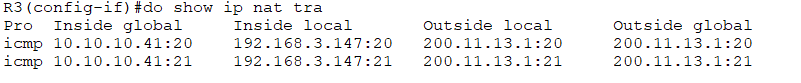 R3(config-if)#do show ip nat tra
Pro  Inside global     Inside local       Outside local      Outside global
icmp 10.10.10.41:20    192.168.3.147:20   200.11.13.1:20     200.11.13.1:20
icmp 10.10.10.41:21    192.168.3.147:21   200.11.13.1:21     200.11.13.1:21